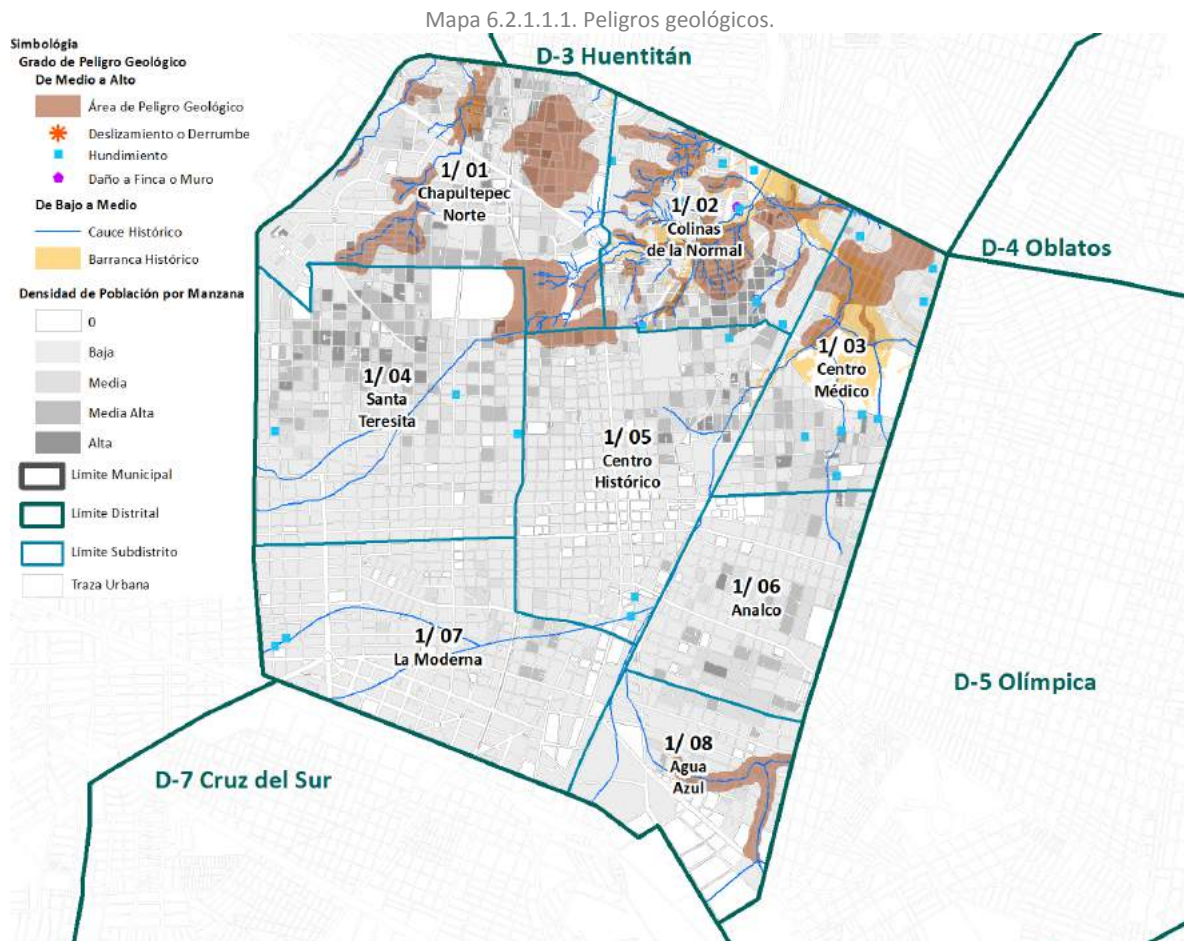 Mapa 6.2.1.1.1. Peligros geológicos.
Simbología
Grado de Peligro Geológico
De Medio a Alto
Área de Peligro Geológico
Deslizamiento o Derrumbe
Hundimiento
Daño a Finca o Muro
De Bajo a Medio
Cauce Histórico
Barranca Histórico
Densidad de Población por Manzana
0
Baja
Media
Media Alta
Alta
Límite Municipal
Límite Distrital
Límite Subdistrito
Traza Urbana
D-3 Huentitán
1/ 01
Chapultepec
Norte
1/ 02
Colinas
de la Normal
D-4 Oblatos
1/ 03
Centro
Médico
1/ 04
Santa
Teresita
1/ 05
Centro
Histórico
1/ 06
Analco
1/ 07
La Moderna
D-5 Olímpica
1/ 08
Agua
Azul
D-7 Cruz del Sur